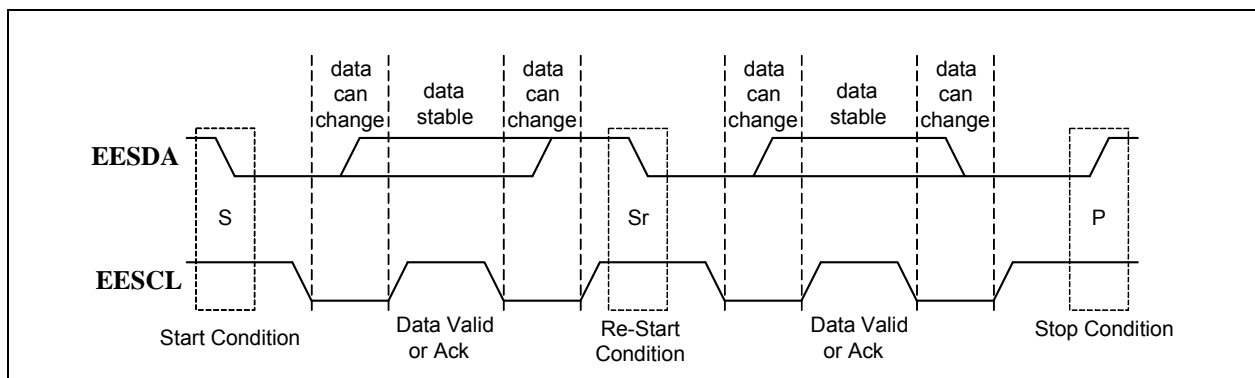 data
can
change
data
stable
data
can
change
data
can
change
data
stable
data
can
change
EESDA
S
Sr
P
EESCL
Start Condition
Data Valid
or Ack
Re-Start
Condition
Data Valid
or Ack
Stop Condition